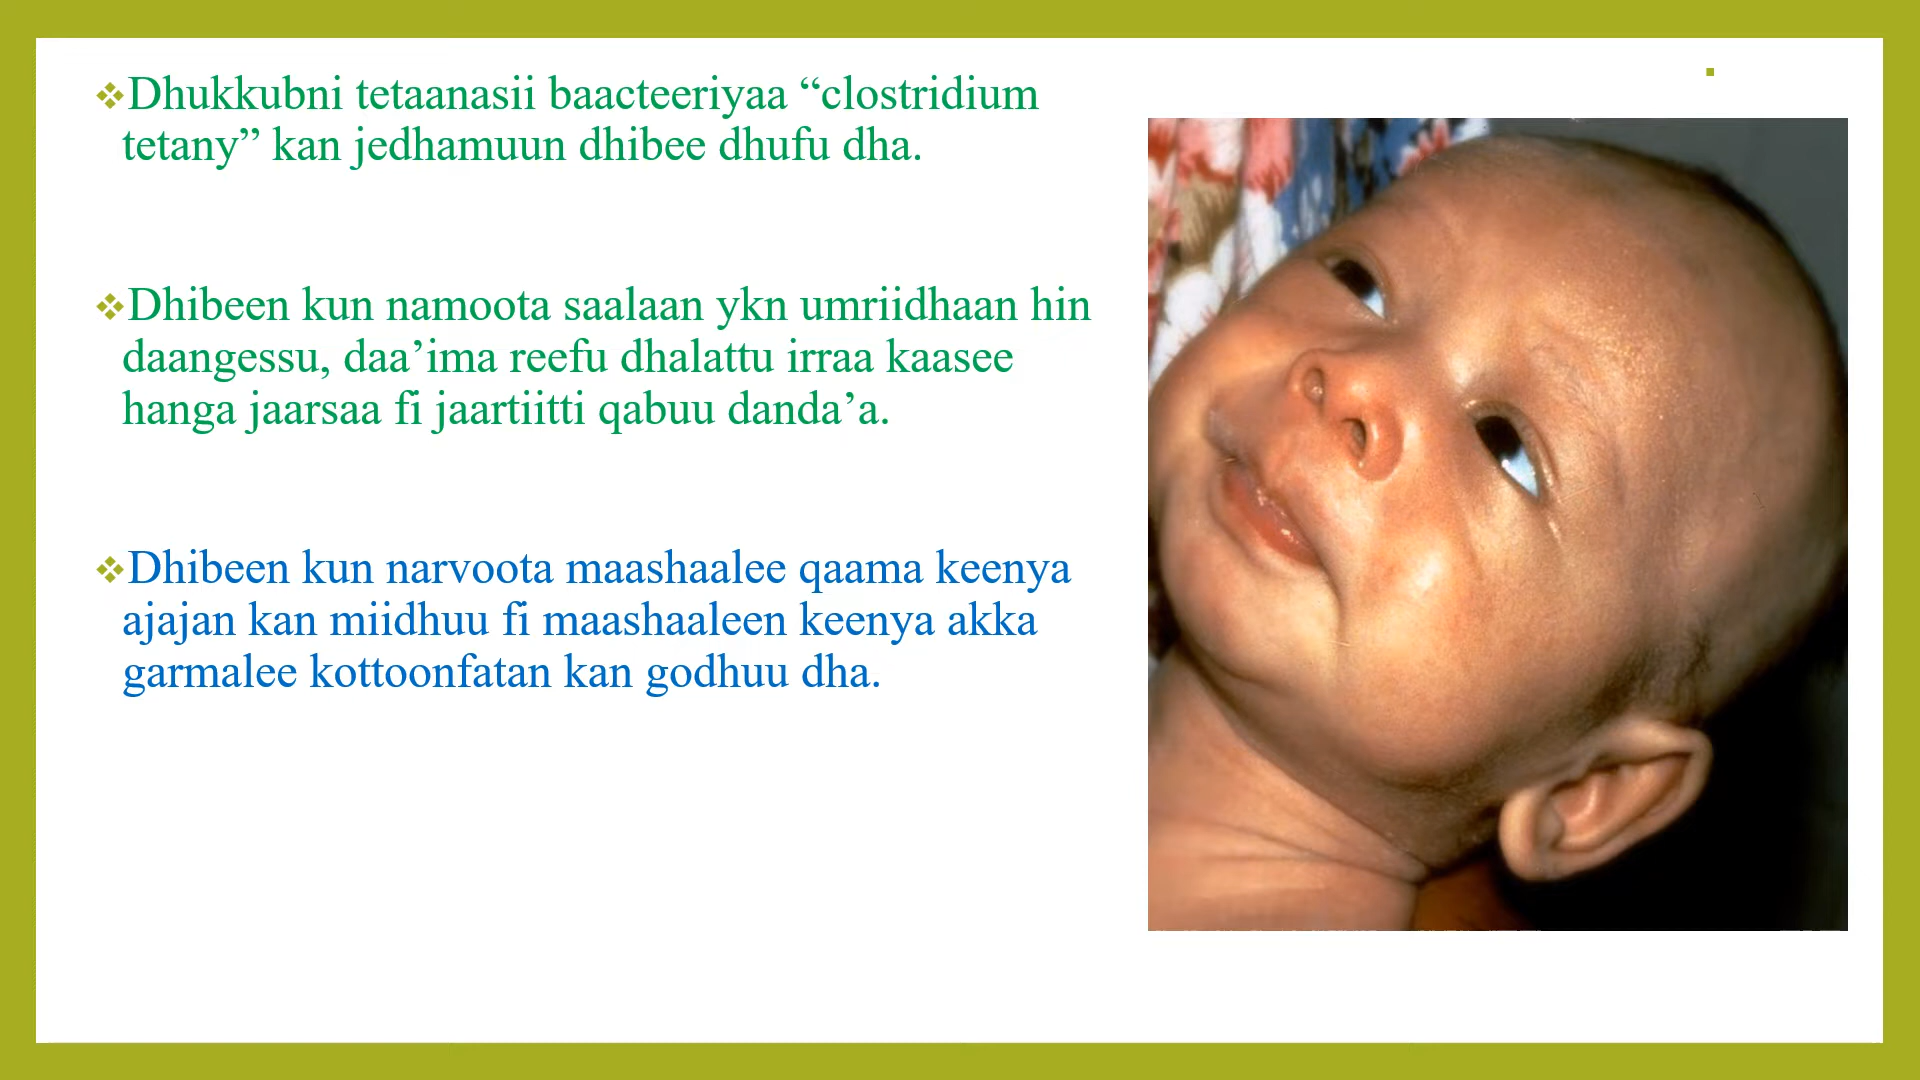 ❖Dhukkubni tetaanasii baacteeriyaa “clostridium
tetany” kan jedhamuun dhibee dhufu dha.
❖Dhibeen kun namoota saalaan ykn umriidhaan hin
daangessu, daa’ima reefu dhalattu irraa kaasee
hanga jaarsaa fi jaartiitti qabuu danda’a.
❖Dhibeen kun narvoota maashaalee qaama keenya
ajajan kan miidhuu fi maashaaleen keenya akka
garmalee kottoonfatan kan godhuu dha.